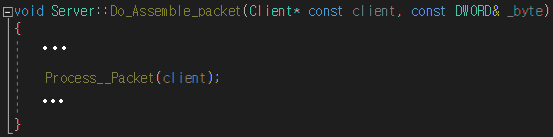 void Server::Do_Assemble_packet(Client* const client, const DWORD& _byte)
{
•••
Process__Packet(client);
•••
}